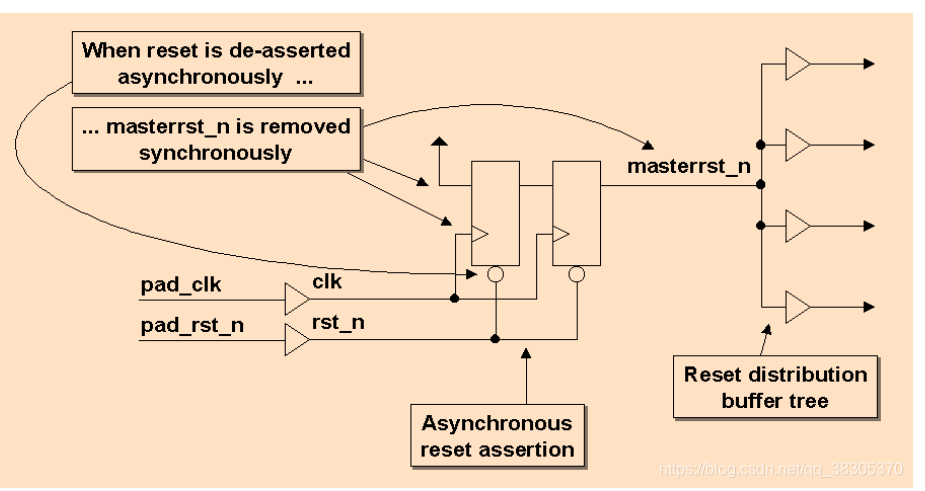 When reset is de-asserted
asynchronously ...
... masterrst_n is removed
synchronously
masterrst_n
pad_clk
clk
pad_rst_n
rst_n
Reset distribution
buffer tree
Asynchronous
reset assertion
https://blog.csdn.net/qq_38305370